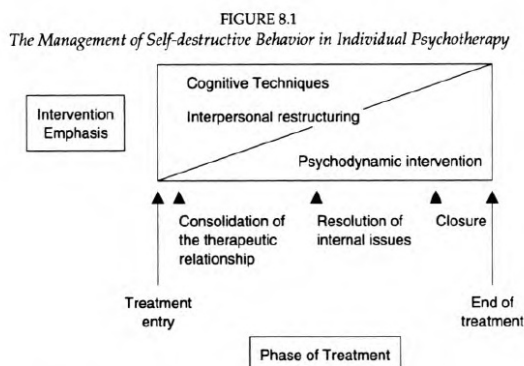 FIGURE 8.1
The Management of Self-destructive Behavior in Individual Psychotherapy
Intervention
Emphasis
Cognitive Techniques
Interpersonal restructuring
Psychodynamic intervention
Consolidation of
the therapeutic
relationship
Resolution of
internal issues
Closure
Treatment
entry
End of
treatment
Phase of Treatment